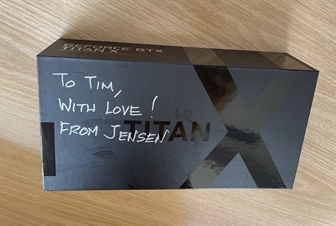 GEFORCE GTX
TITAN X
TO TIM,
WITH LOVE!
FROM JENSEN
TITAN